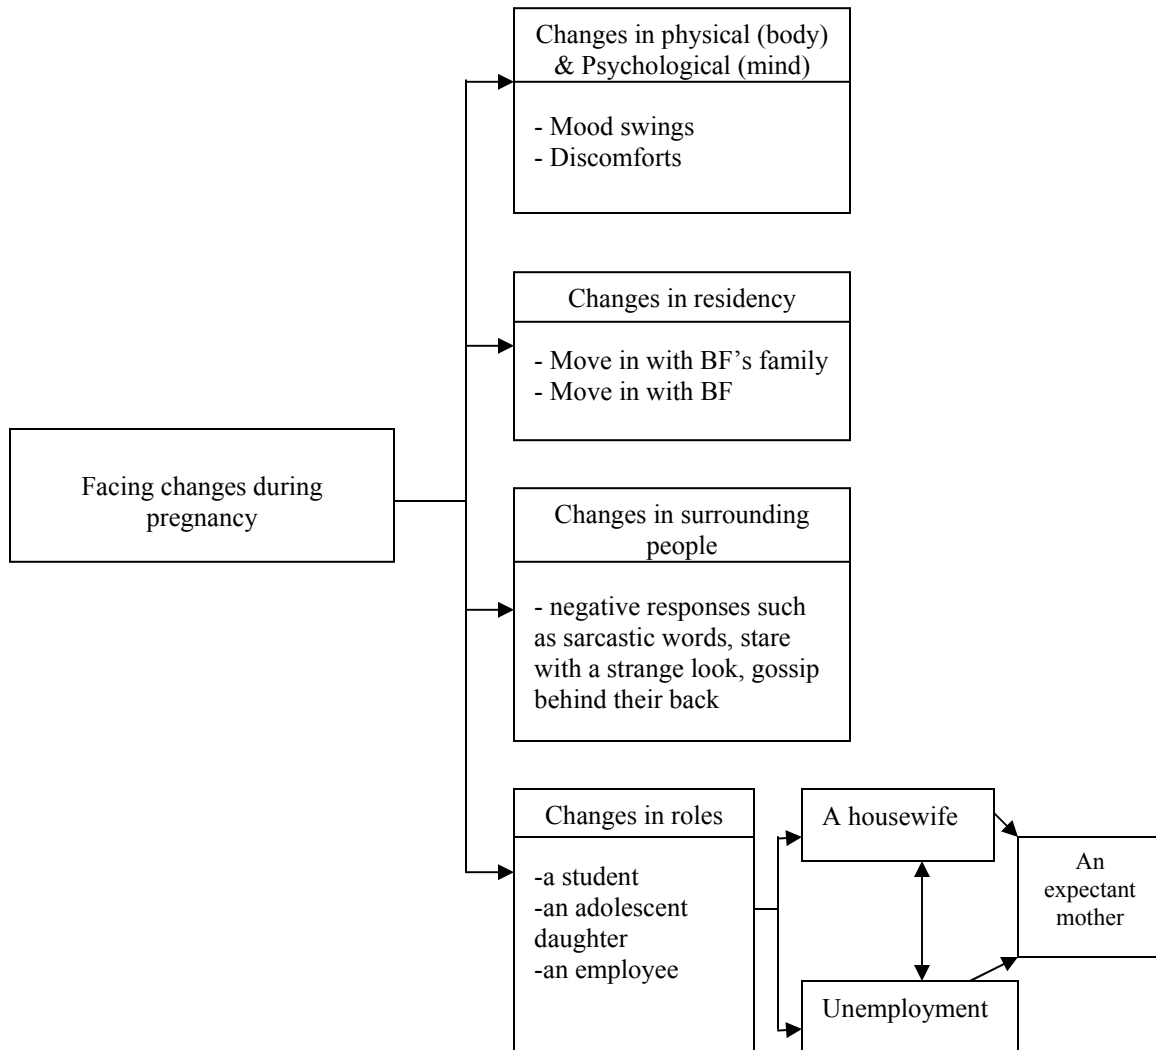 Changes in physical (body)
& Psychological (mind)
- Mood swings
- Discomforts
Changes in residency
- Move in with BF’s family
- Move in with BF
Facing changes during
pregnancy
Changes in surrounding
people
- negative responses such
as sarcastic words, stare
with a strange look, gossip
behind their back
Changes in roles
-a student
-an adolescent
daughter
-an employee
A housewife
An
expectant
mother
Unemployment